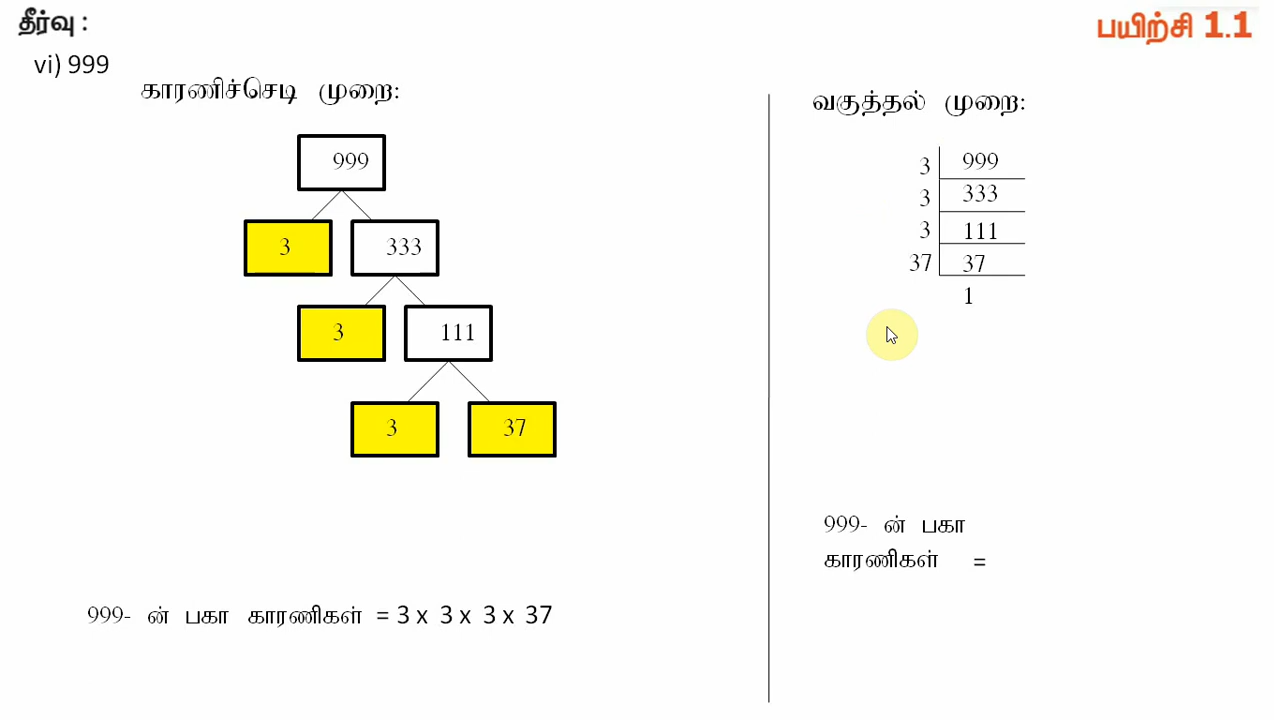 தீர்வு :
பயிற்சி 1.1
vi) 999
காரணிச்செடி முறை:
999
3 333
3 111
3 37
999- ன் பகா காரணிகள் = 3 x 3 x 3 x 37
வகுத்தல் முறை:
3 999
3 333
3 111
37 37
1
999- ன் பகா
காரணிகள் =